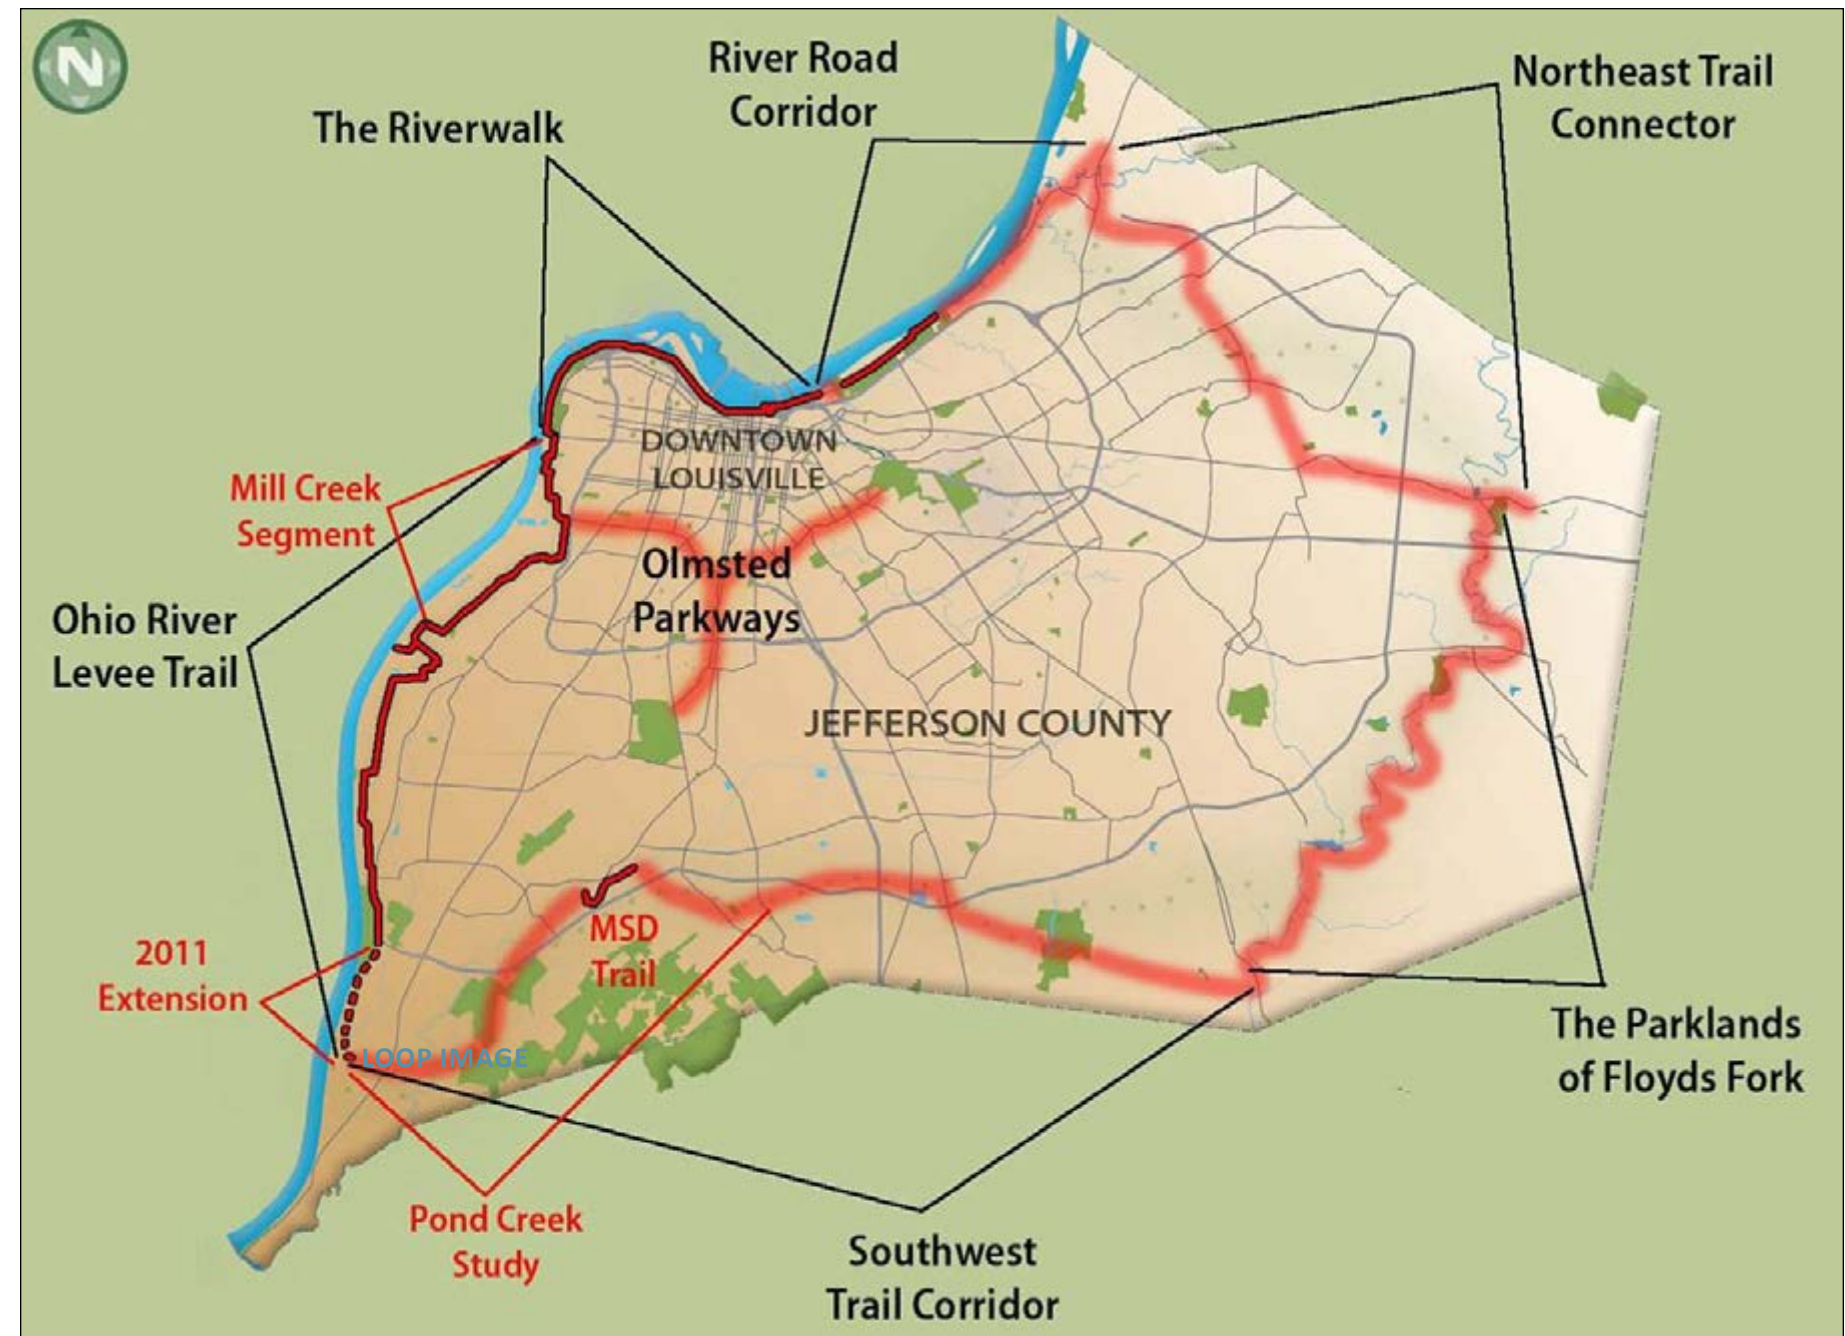 N
River Road
Corridor
Northeast Trail
Connector
The Riverwalk
DOWNTOWN
LOUISVILLE
Mill Creek
Segment
Olmsted
Parkways
Ohio River
Levee Trail
JEFFERSON COUNTY
MSD
Trail
2011
Extension
LOOP IMAGE
The Parklands
of Floyds Fork
Pond Creek
Study
Southwest
Trail Corridor